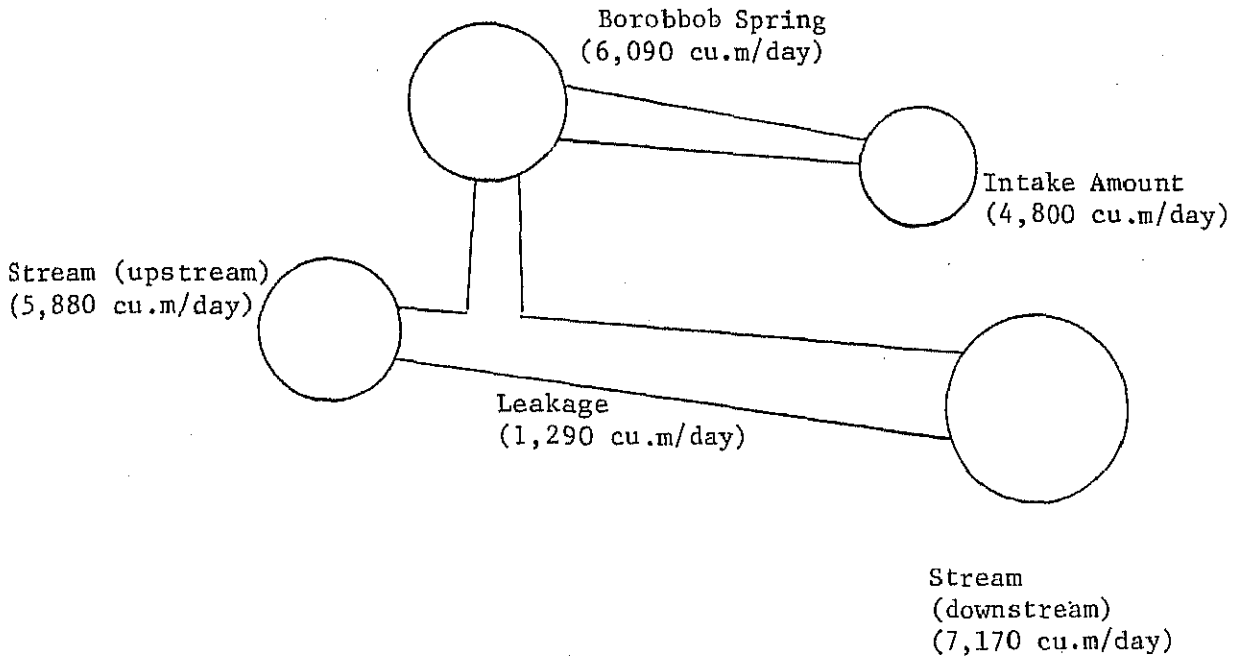 Borobbob Spring
(6,090 cu.m/day)
Intake Amount
(4,800 cu.m/day)
Stream (upstream)
(5,880 cu.m/day)
Leakage
(1,290 cu.m/day)
Stream
(downstream)
(7,170 cu.m/day)